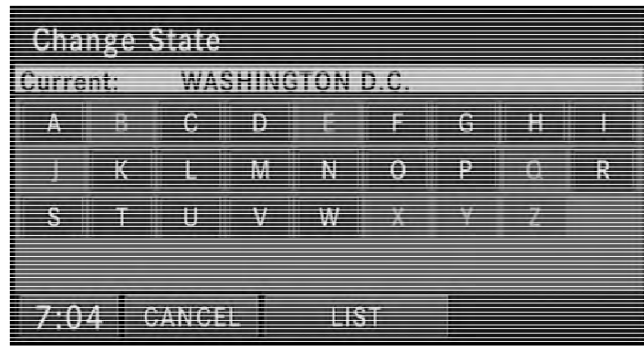 Change State
Current: WASHINGTON D.C.
A B C D E F G H I
J K L M N O P Q R
S T U V W X Y Z
7:04 CANCEL LIST